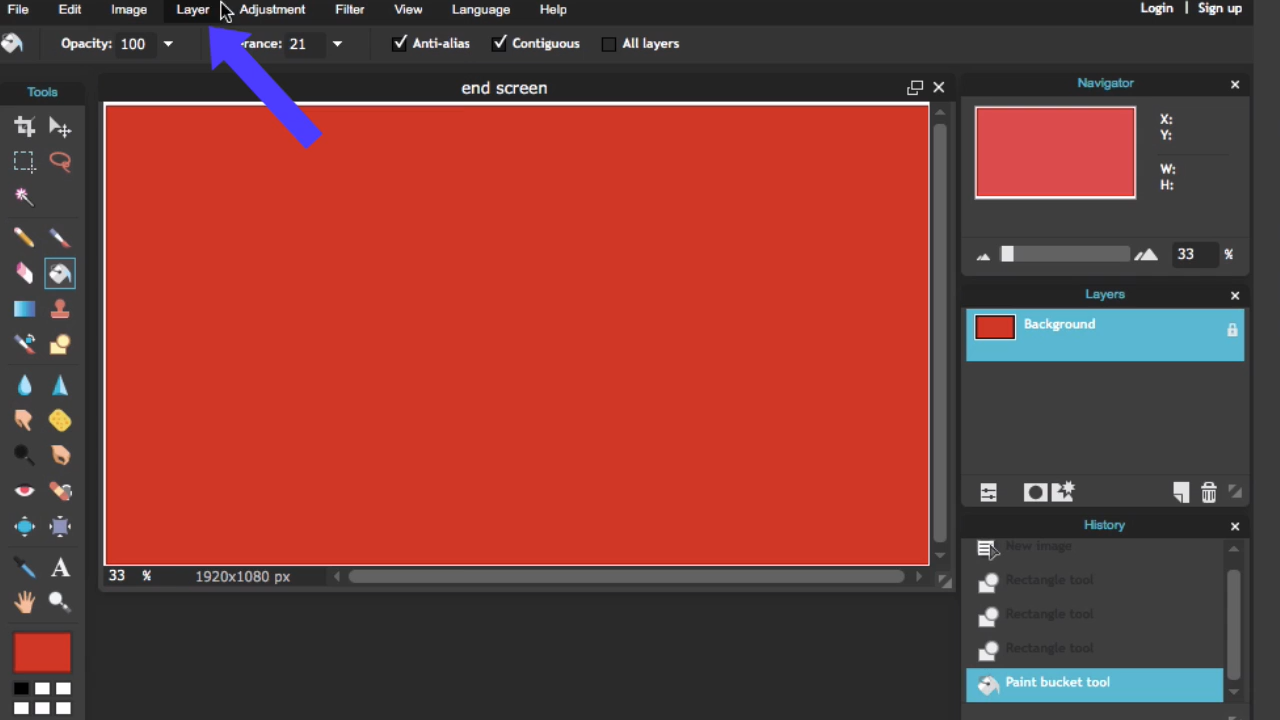 File Edit Image Layer Adjustment Filter View Language Help Login | Sign up
Opacity: 100 rance: 21 Anti-alias Contiguous All layers
Tools
end screen
Navigator
X:
Y:
W:
H:
33 %
Layers
Background
History
New image
Rectangle tool
Rectangle tool
Rectangle tool
Paint bucket tool
33 % 1920x1080 px
A